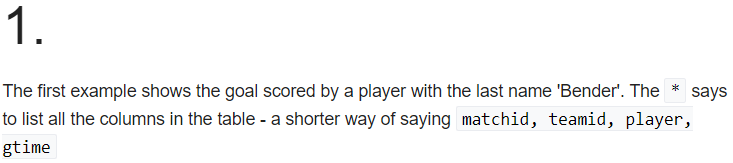 1.
The first example shows the goal scored by a player with the last name 'Bender'. The * says
to list all the columns in the table - a shorter way of saying matchid, teamid, player,
gtime